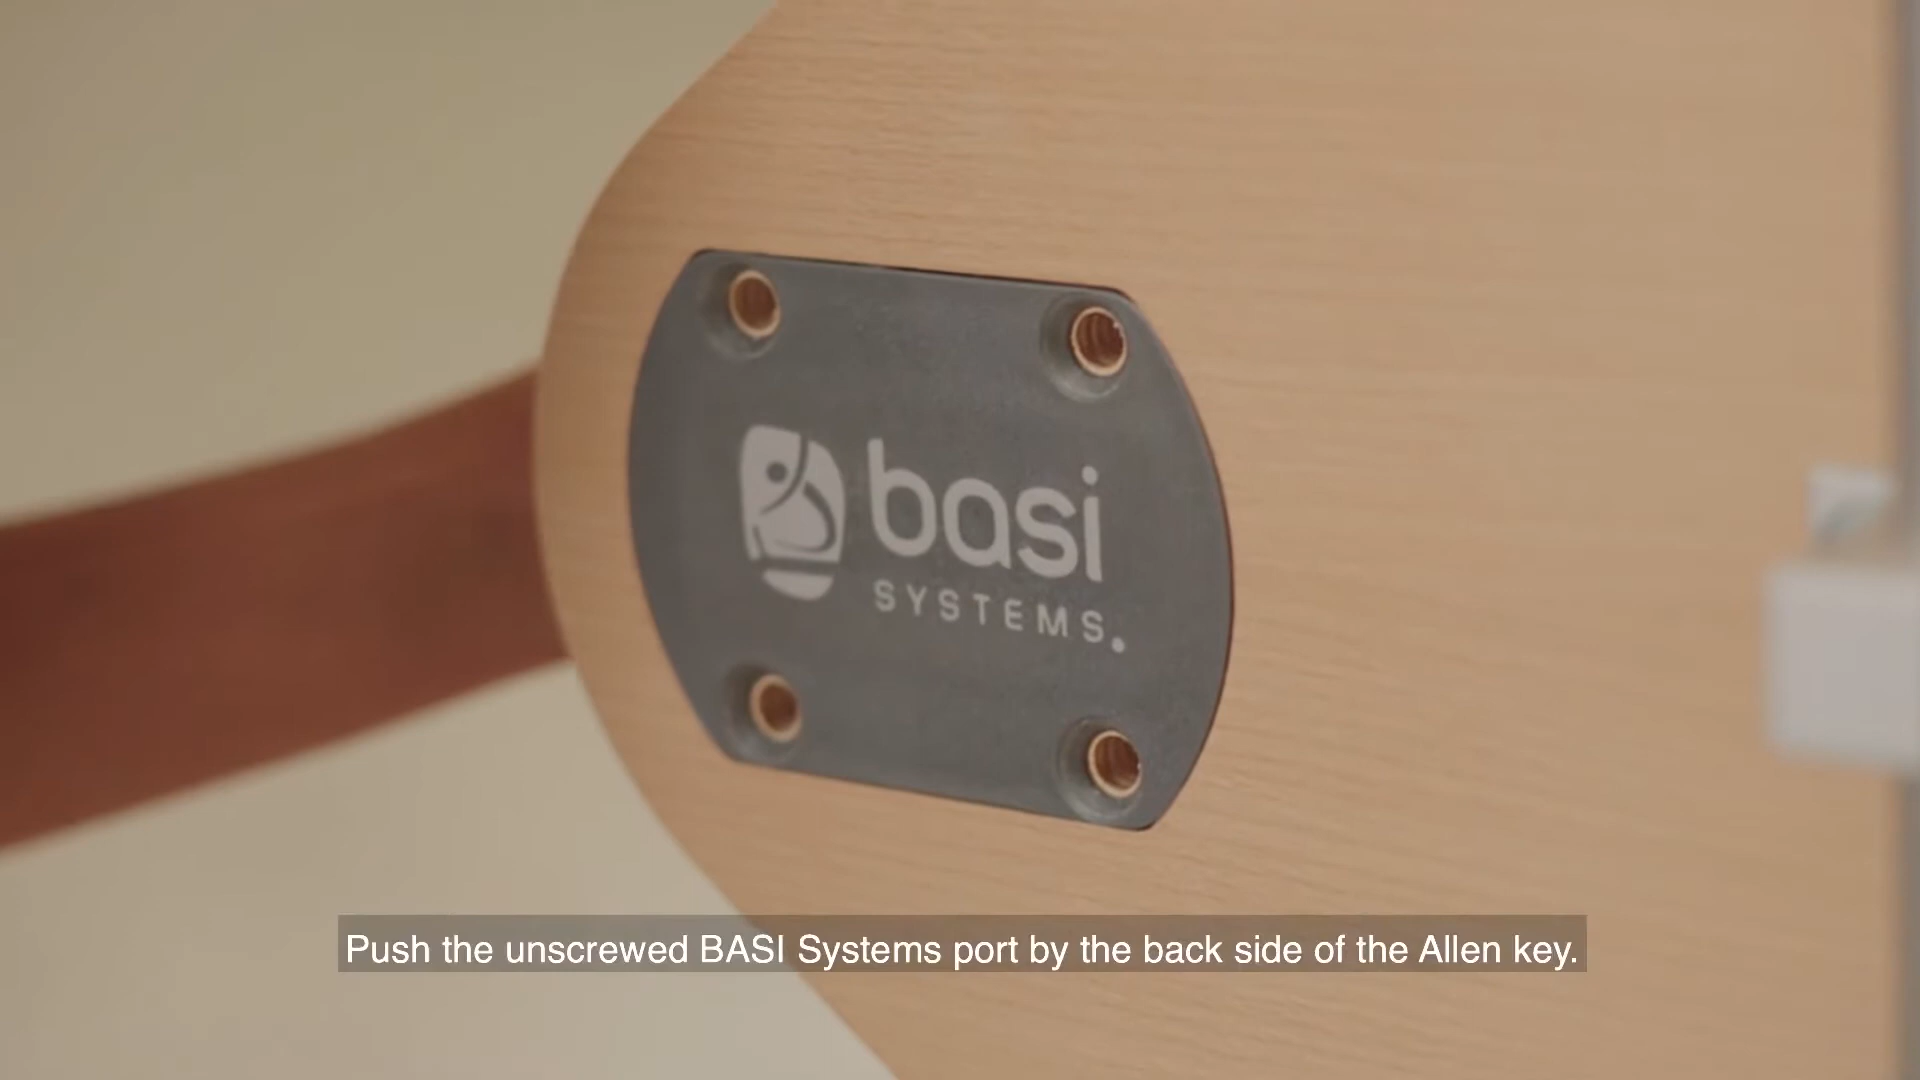 basi
SYSTEMS.
Push the unscrewed BASI Systems port by the back side of the Allen key.